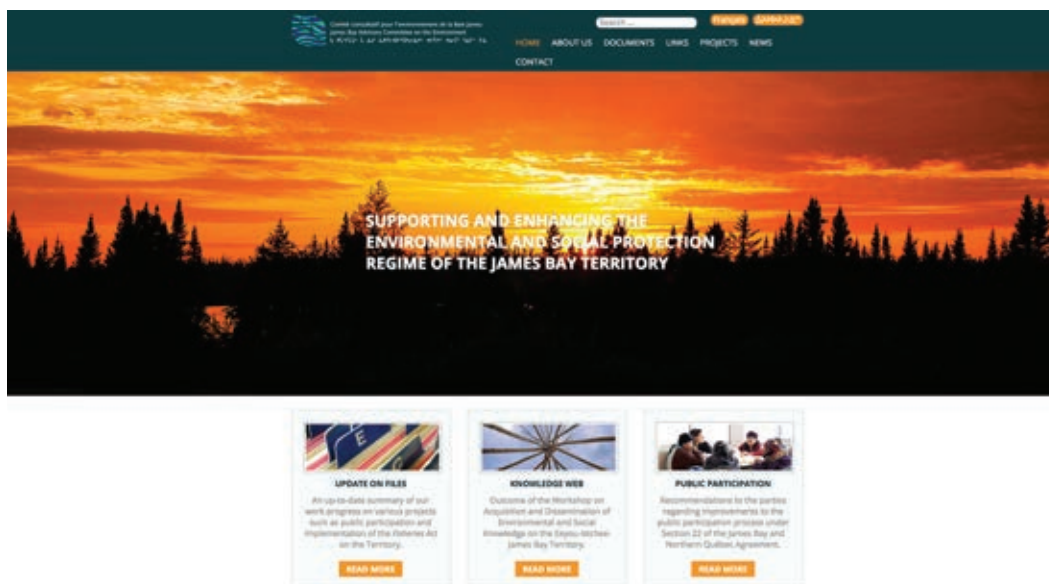 Comité consultatif pour l'environnement de la Baie James
James Bay Advisory Committee on the Environment
Search ...
Français
HOME ABOUT US DOCUMENTS LINKS PROJECTS NEWS
CONTACT
SUPPORTING AND ENHANCING THE
ENVIRONMENTAL AND SOCIAL PROTECTION
REGIME OF THE JAMES BAY TERRITORY
E
UPDATE ON FILES
An up-to-date summary of our
work progress on various projects
such as public participation and
implementation of the Fisheries Act
on the Territory.
READ MORE
KNOWLEDGE WEB
Outcome of the Workshop on
Acquisition and Dissemination of
Environmental and Social
Knowledge on the Eeyou-Istchee-
James Bay Territory.
READ MORE
PUBLIC PARTICIPATION
Recommendations to the parties
regarding improvements to the
public participation process under
Section 22 of the James Bay and
Northern Québec Agreement.
READ MORE